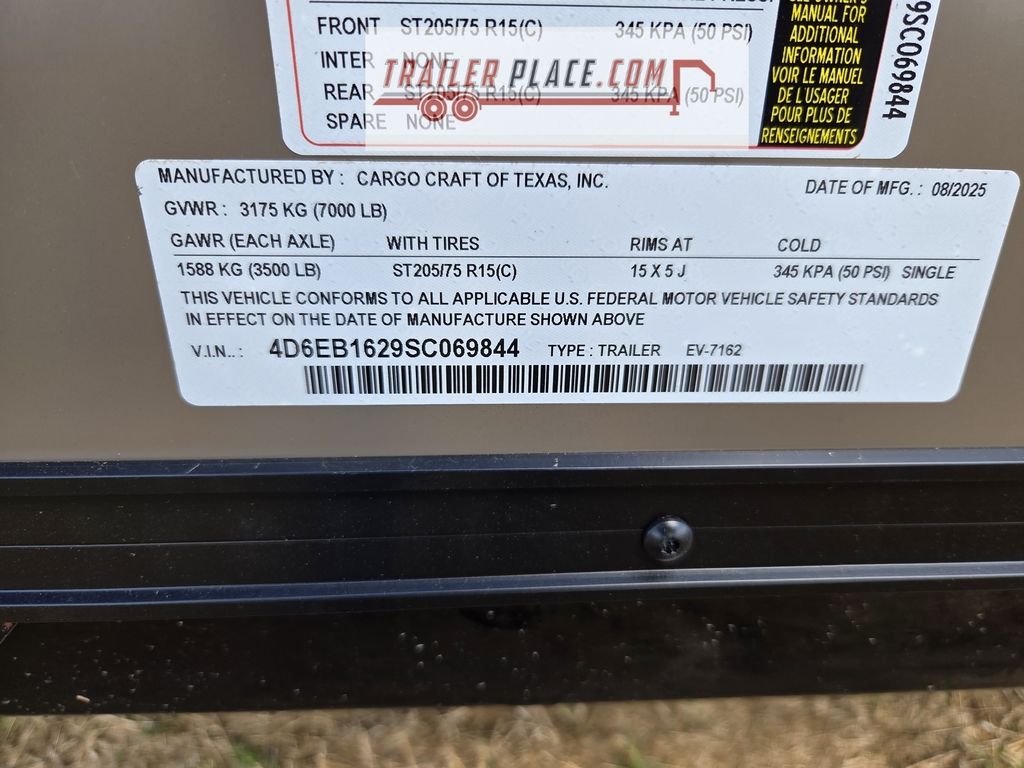 FRONT ST205/75 R15(C) 345 KPA (50 PSI)
INTER NONE
REAR ST205/75 R15(C) 345 KPA (50 PSI)
SPARE NONE
TRAILER PLACE.COM
MANUAL FOR
ADDITIONAL
INFORMATION
VOIR LE MANUEL
DE L'USAGER
POUR PLUS DE
RENSEIGNEMENTS
9SC069844
MANUFACTURED BY : CARGO CRAFT OF TEXAS, INC. DATE OF MFG. : 08/2025
GVWR : 3175 KG (7000 LB)
GAWR (EACH AXLE) WITH TIRES RIMS AT COLD
1588 KG (3500 LB) ST205/75 R15(C) 15 X 5 J 345 KPA (50 PSI) SINGLE
THIS VEHICLE CONFORMS TO ALL APPLICABLE U.S. FEDERAL MOTOR VEHICLE SAFETY STANDARDS
IN EFFECT ON THE DATE OF MANUFACTURE SHOWN ABOVE
V.I.N..: 4D6EB1629SC069844 TYPE : TRAILER EV-7162